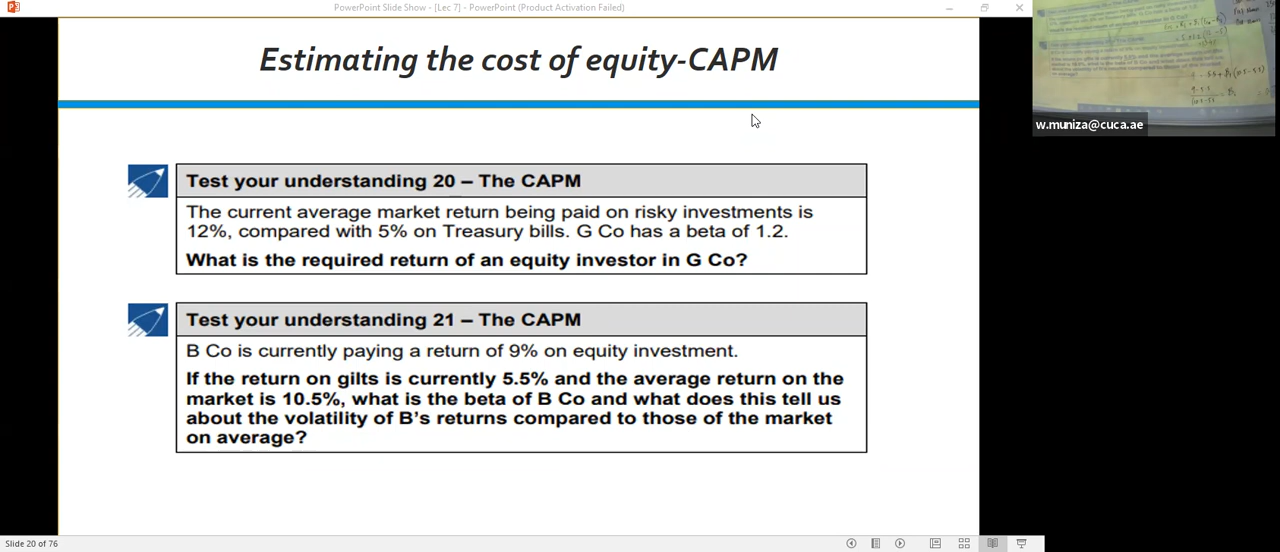 PowerPoint Slide Show - [Lec 7] - PowerPoint (Product Activation Failed)
Estimating the cost of equity-CAPM
w.muniza@cuca.ae
Test your understanding 20 – The CAPM
The current average market return being paid on risky investments is
12%, compared with 5% on Treasury bills. G Co has a beta of 1.2.
What is the required return of an equity investor in G Co?
Test your understanding 21 – The CAPM
B Co is currently paying a return of 9% on equity investment.
If the return on gilts is currently 5.5% and the average return on the
market is 10.5%, what is the beta of B Co and what does this tell us
about the volatility of B's returns compared to those of the market
on average?
Slide 20 of 76